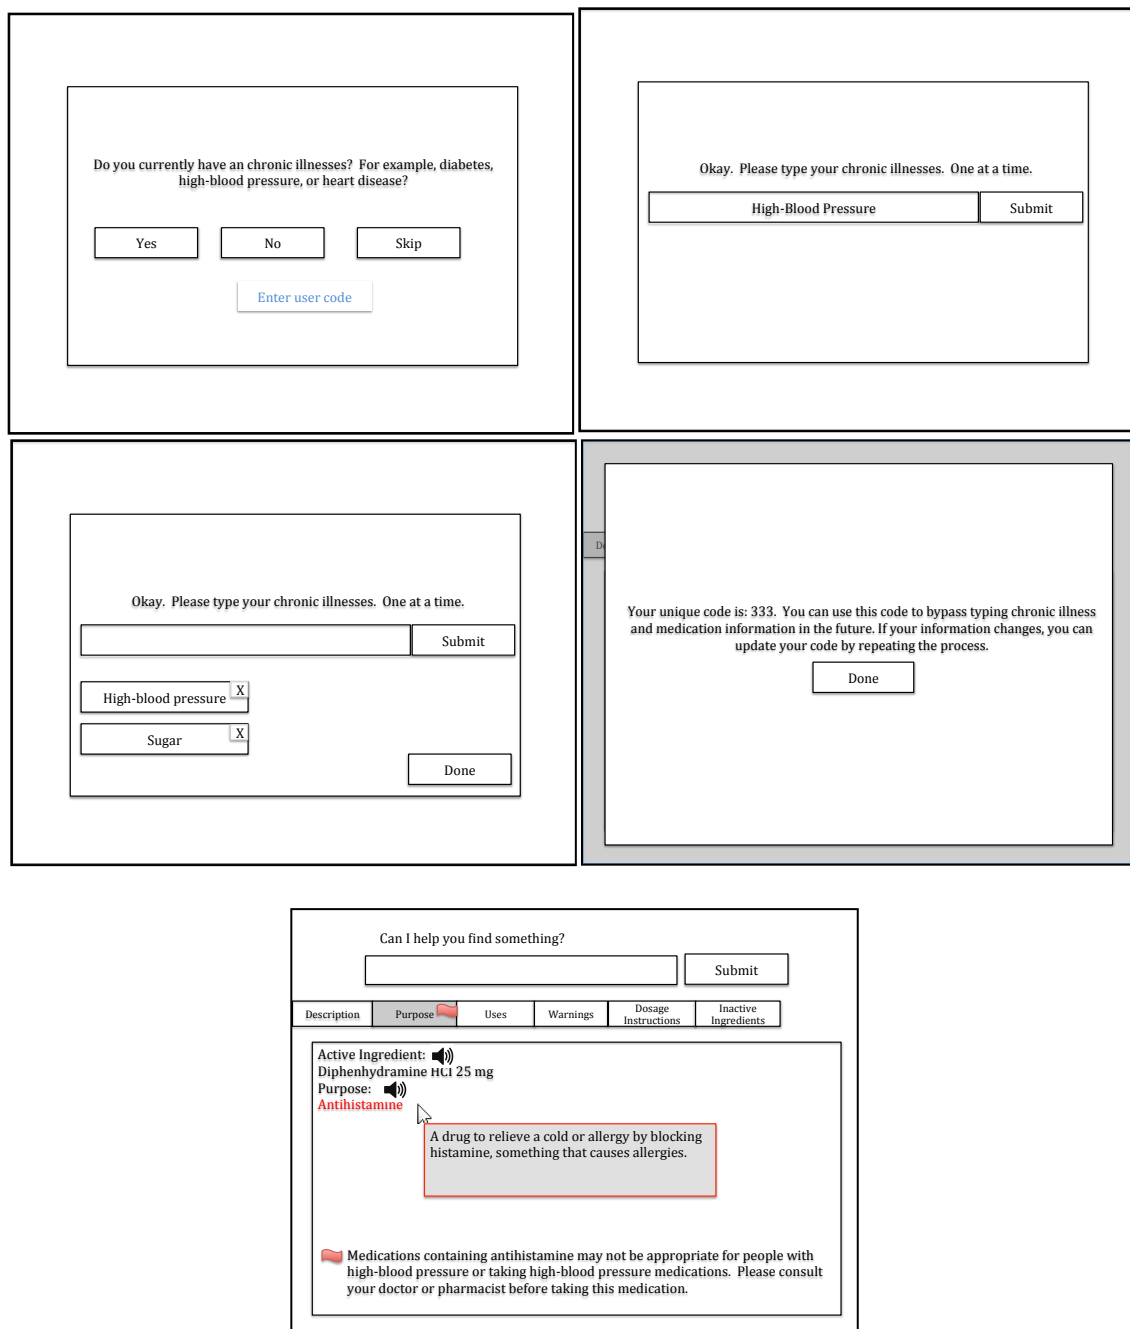 Do you currently have an chronic illnesses?  For example, diabetes,
high-blood pressure, or heart disease?
Yes
No
Skip
Enter user code
Okay.  Please type your chronic illnesses.  One at a time.
High-Blood Pressure
Submit
Okay.  Please type your chronic illnesses.  One at a time.
Submit
High-blood pressure
X
Sugar
X
Done
De
Your unique code is: 333.  You can use this code to bypass typing chronic illness
and medication information in the future. If your information changes, you can
update your code by repeating the process.
Done
Can I help you find something?
Submit
Description
Purpose
Uses
Warnings
Dosage
Instructions
Inactive
Ingredients
Active Ingredient:
Diphenhydramine HCI 25 mg
Purpose:
Antihistamine
A drug to relieve a cold or allergy by blocking
histamine, something that causes allergies.
Medications containing antihistamine may not be appropriate for people with
high-blood pressure or taking high-blood pressure medications.  Please consult
your doctor or pharmacist before taking this medication.